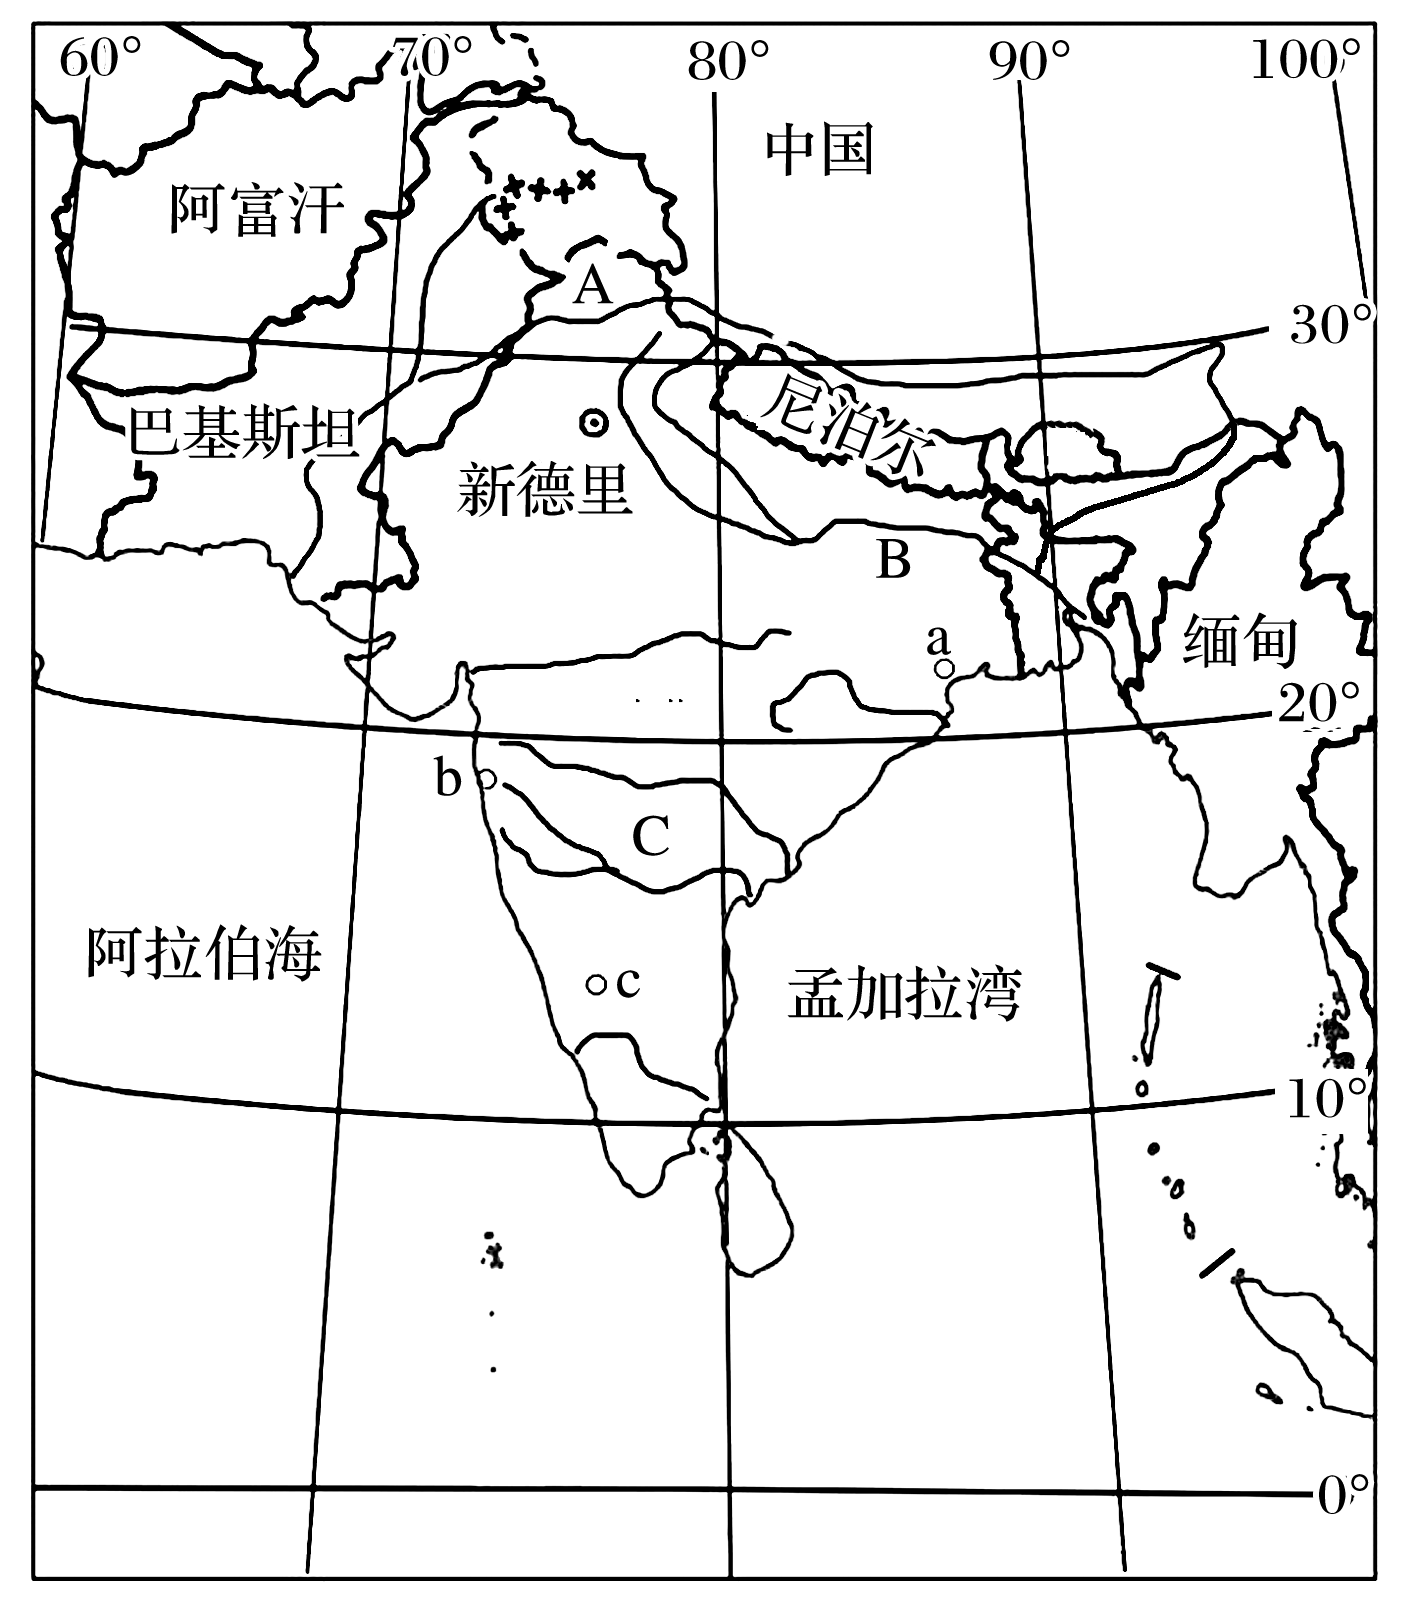 60°
70°
80°
90°
100°
中国
阿富汗
A
30°
巴基斯坦
尼泊尔
新德里
B
a
缅甸
20°
b
C
阿拉伯海
c
孟加拉湾
10°
0°